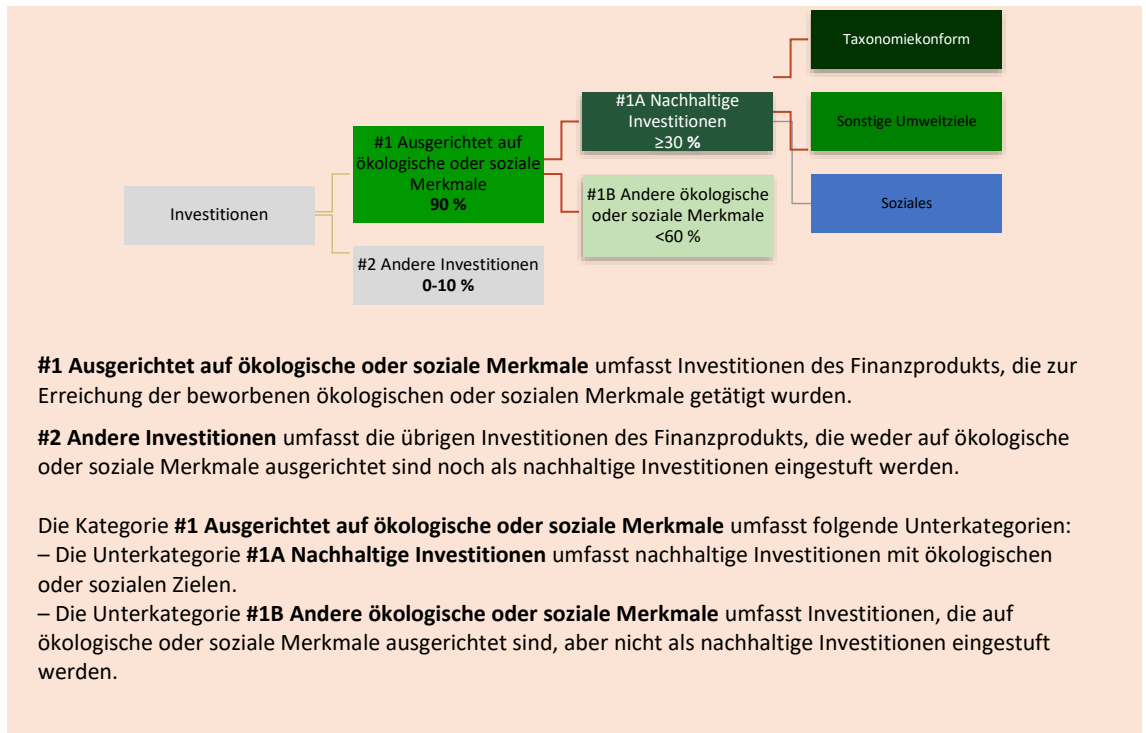 Taxonomiekonform
#1A Nachhaltige
Investitionen
≥30 %
Sonstige Umweltziele
#1 Ausgerichtet auf
ökologische oder soziale
Merkmale
90 %
#1B Andere ökologische
oder soziale Merkmale
<60 %
Soziales
Investitionen
#2 Andere Investitionen
0-10 %
#1 Ausgerichtet auf ökologische oder soziale Merkmale umfasst Investitionen des Finanzprodukts, die zur
Erreichung der beworbenen ökologischen oder sozialen Merkmale getätigt wurden.
#2 Andere Investitionen umfasst die übrigen Investitionen des Finanzprodukts, die weder auf ökologische
oder soziale Merkmale ausgerichtet sind noch als nachhaltige Investitionen eingestuft werden.
Die Kategorie #1 Ausgerichtet auf ökologische oder soziale Merkmale umfasst folgende Unterkategorien:
– Die Unterkategorie #1A Nachhaltige Investitionen umfasst nachhaltige Investitionen mit ökologischen
oder sozialen Zielen.
– Die Unterkategorie #1B Andere ökologische oder soziale Merkmale umfasst Investitionen, die auf
ökologische oder soziale Merkmale ausgerichtet sind, aber nicht als nachhaltige Investitionen eingestuft
werden.